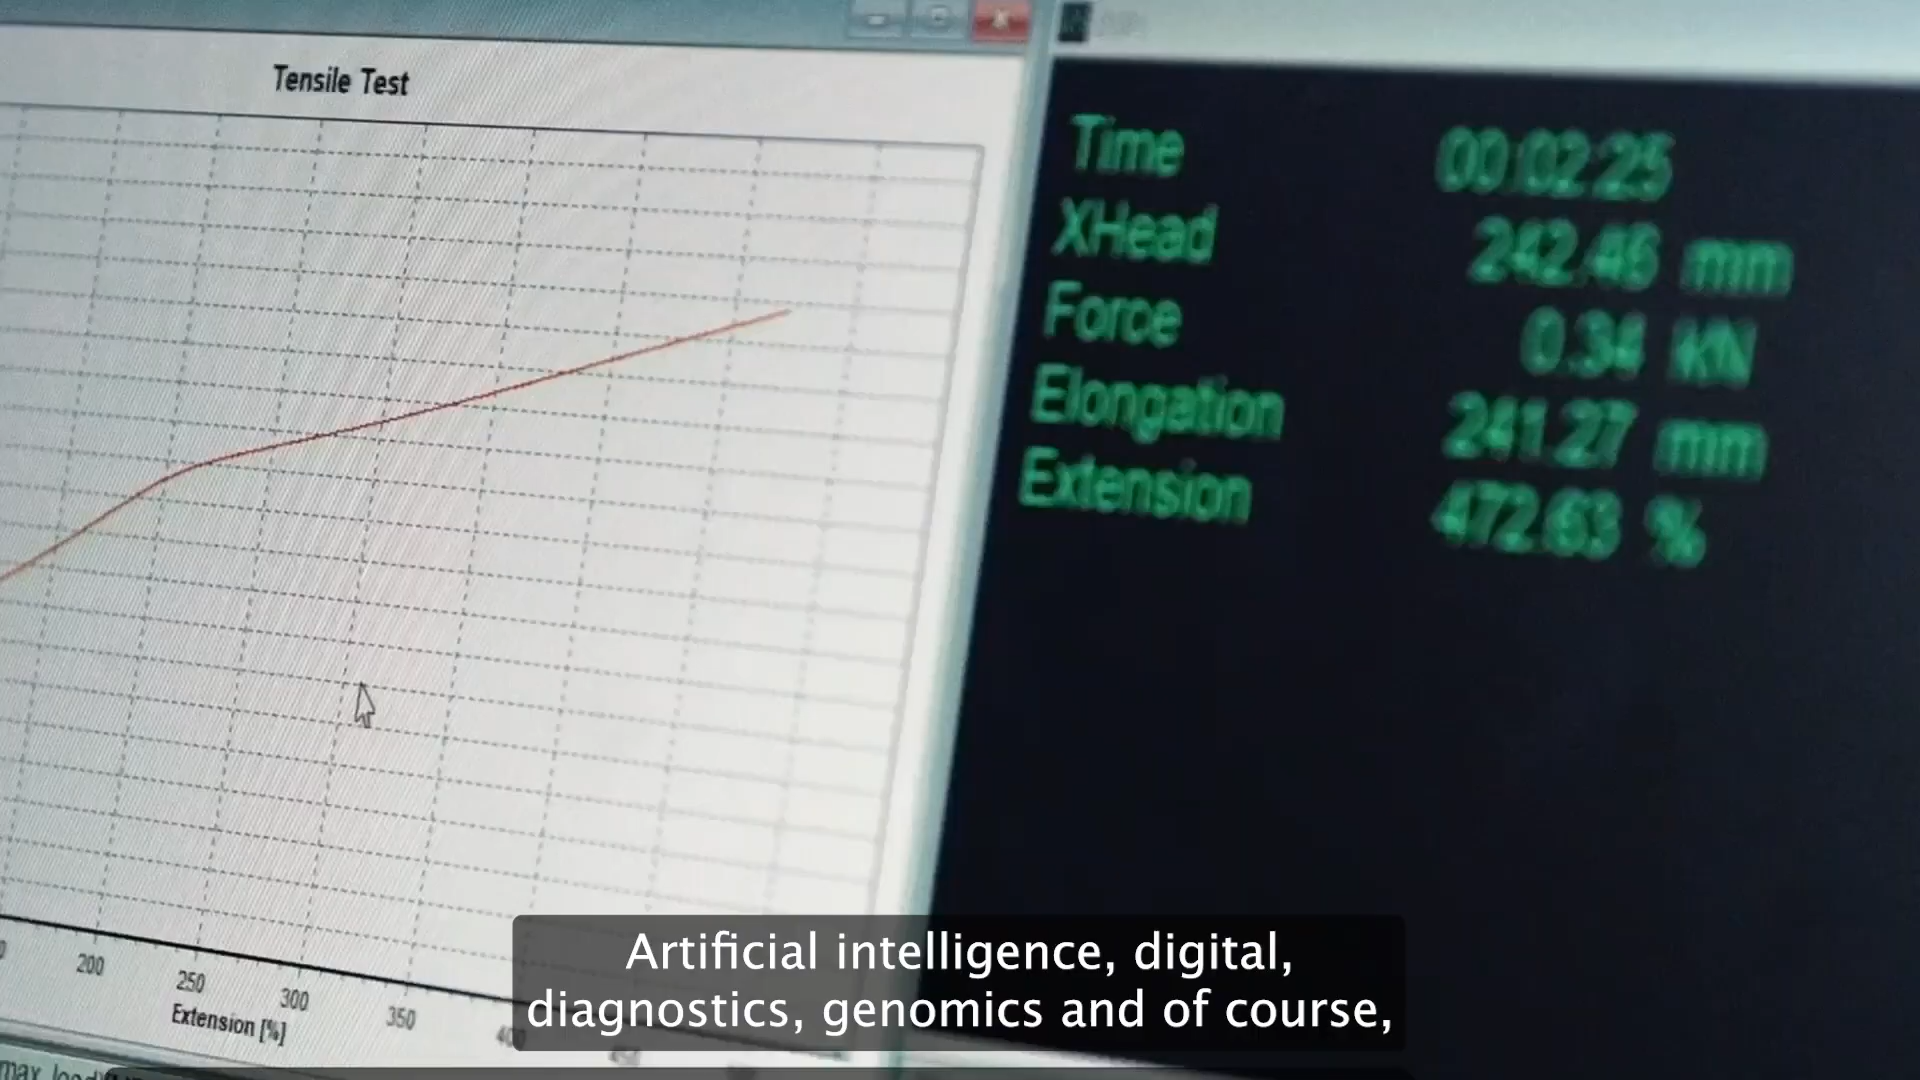 Tensile Test
Time 00:02:25
XHead 242.46 mm
Force 0.34 kN
Elongation 241.27 mm
Extension 472.63 %
200 250 300 350
Extension [%]
Artificial intelligence, digital,
diagnostics, genomics and of course,